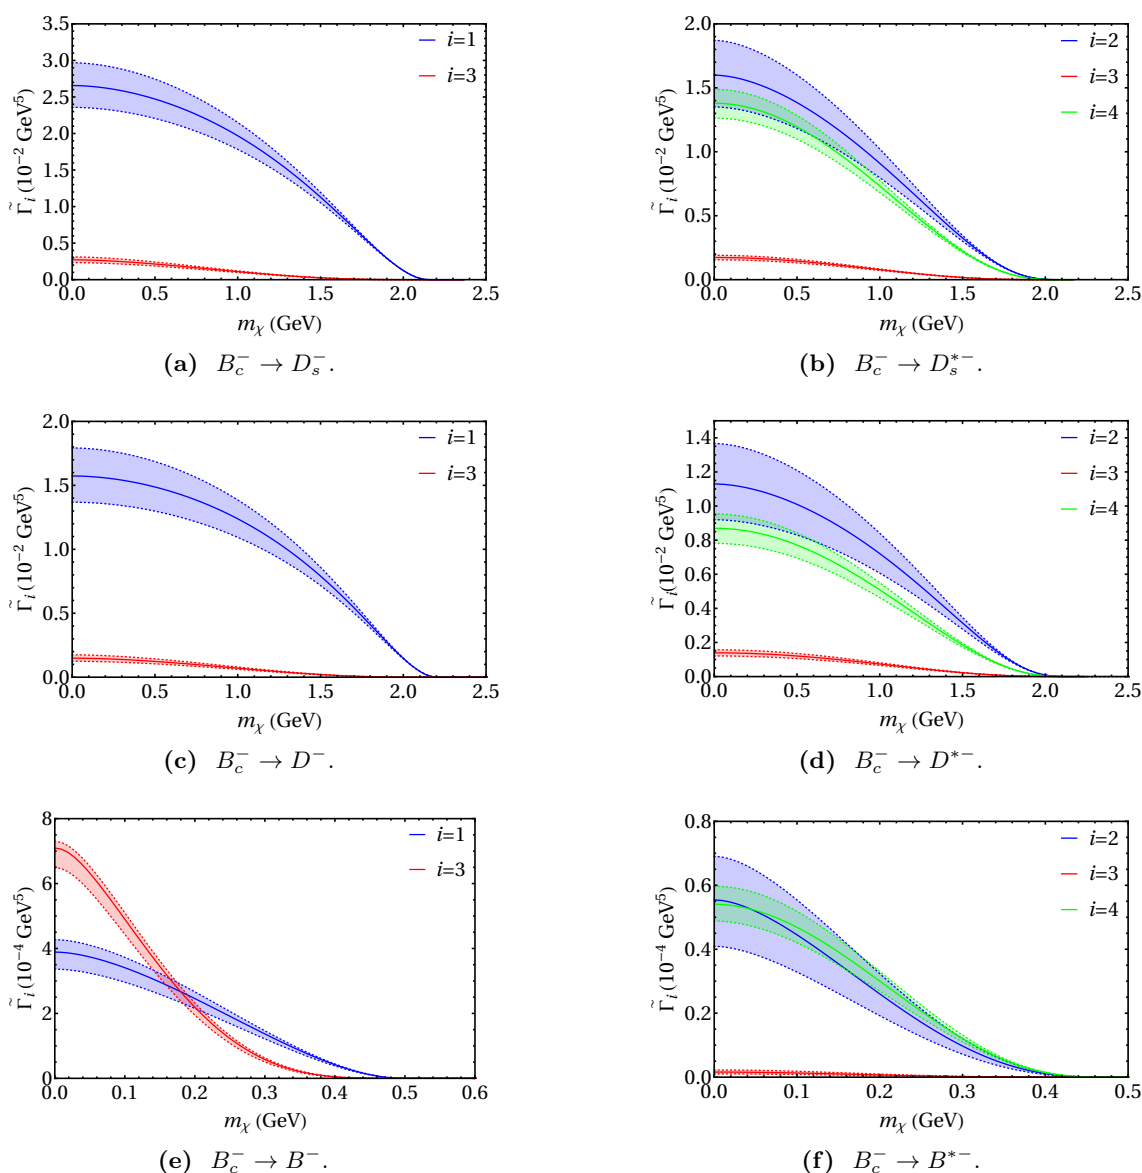 3.5
3.0
2.5
2.0
1.5
1.0
0.5
0.0
Γ̃ᵢ (10⁻² GeV⁵)
i=1
i=3
0.0 0.5 1.0 1.5 2.0 2.5
mχ (GeV)
(a) B_c^- → D_s^-.
2.0
1.5
1.0
0.5
0.0
Γ̃ᵢ (10⁻² GeV⁵)
i=2
i=3
i=4
0.0 0.5 1.0 1.5 2.0 2.5
mχ (GeV)
(b) B_c^- → D_s^{*-}.
2.0
1.5
1.0
0.5
0.0
Γ̃ᵢ (10⁻² GeV⁵)
i=1
i=3
0.0 0.5 1.0 1.5 2.0 2.5
mχ (GeV)
(c) B_c^- → D^-.
1.4
1.2
1.0
0.8
0.6
0.4
0.2
0.0
Γ̃ᵢ (10⁻² GeV⁵)
i=2
i=3
i=4
0.0 0.5 1.0 1.5 2.0 2.5
mχ (GeV)
(d) B_c^- → D^{*-}.
8
6
4
2
0
Γ̃ᵢ (10⁻⁴ GeV⁵)
i=1
i=3
0.0 0.1 0.2 0.3 0.4 0.5 0.6
mχ (GeV)
(e) B_c^- → B^-.
0.8
0.6
0.4
0.2
0.0
Γ̃ᵢ (10⁻⁴ GeV⁵)
i=2
i=3
i=4
0.0 0.1 0.2 0.3 0.4 0.5
mχ (GeV)
(f) B_c^- → B^{*-}.